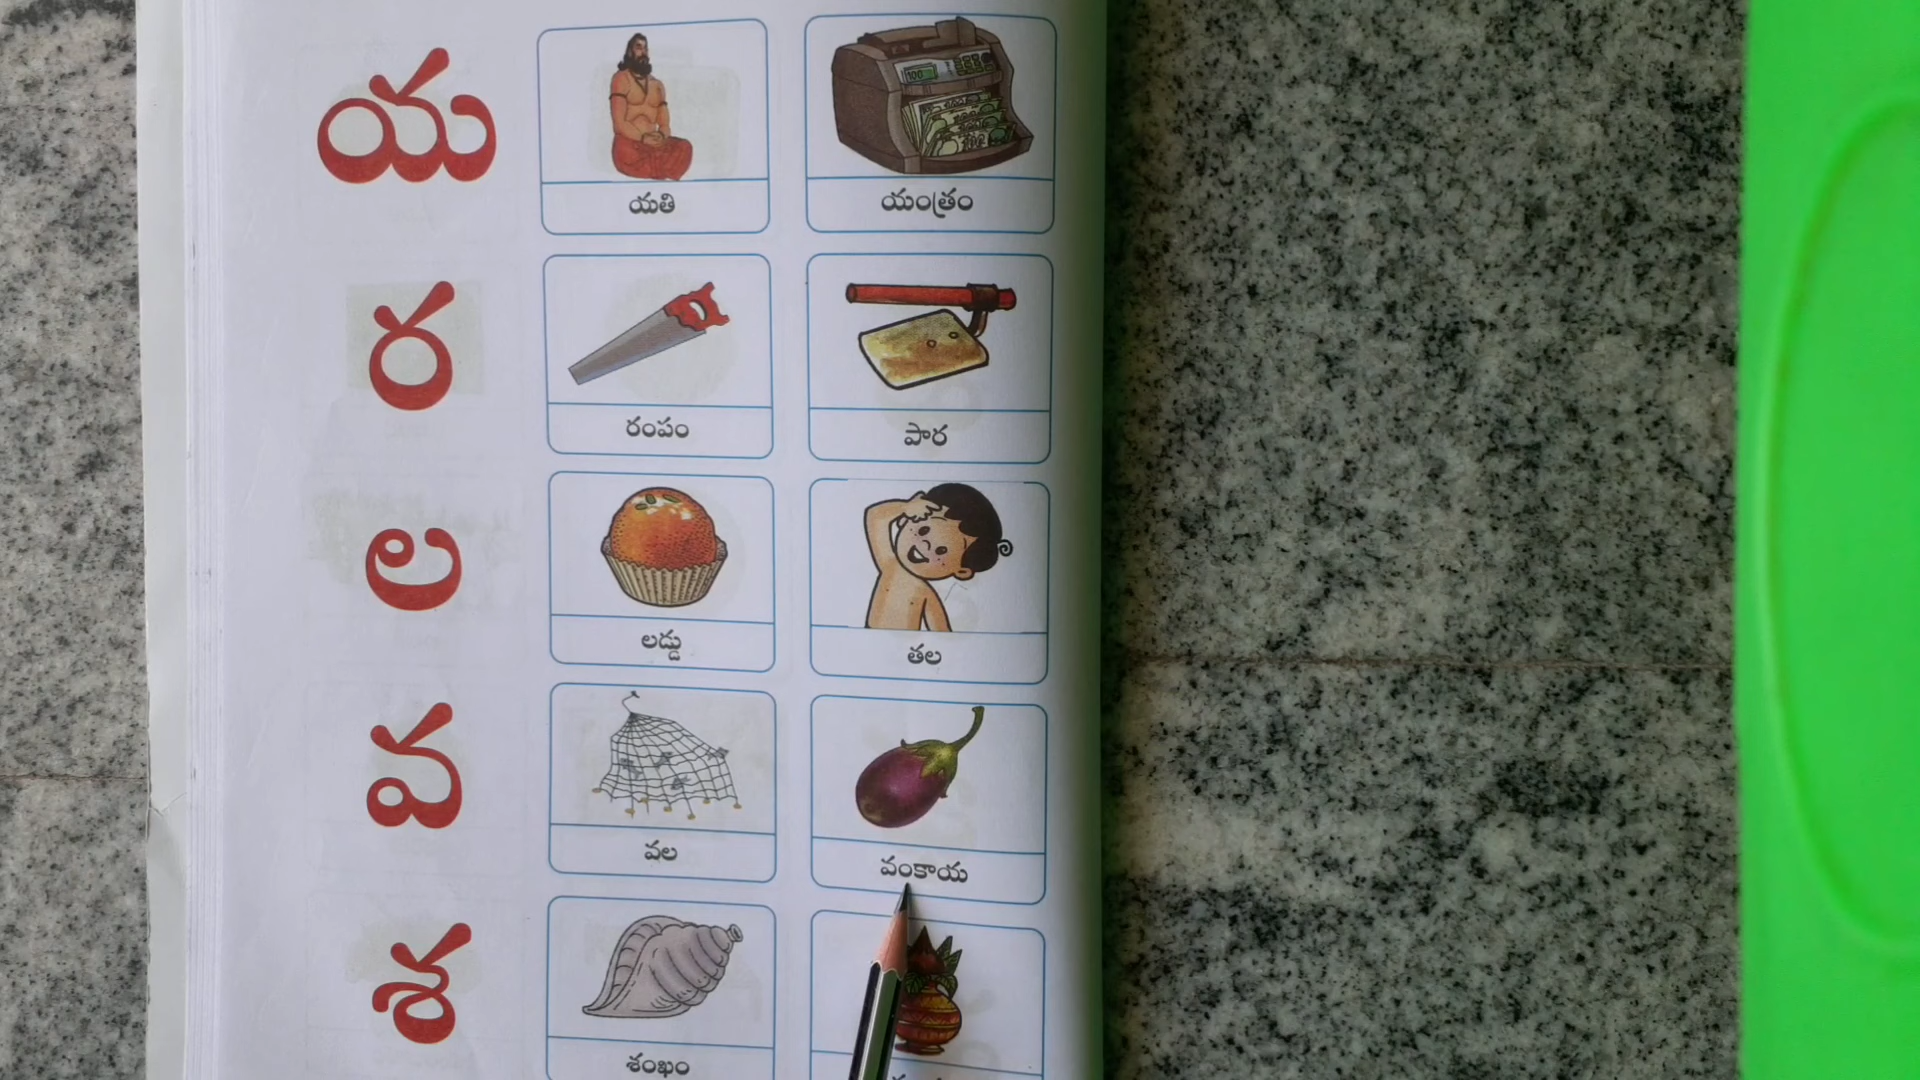 య
యతి
యంత్రం
ర
రంపం
పార
ల
లడ్డు
తల
వ
వల
వంకాయ
శ
శంఖం